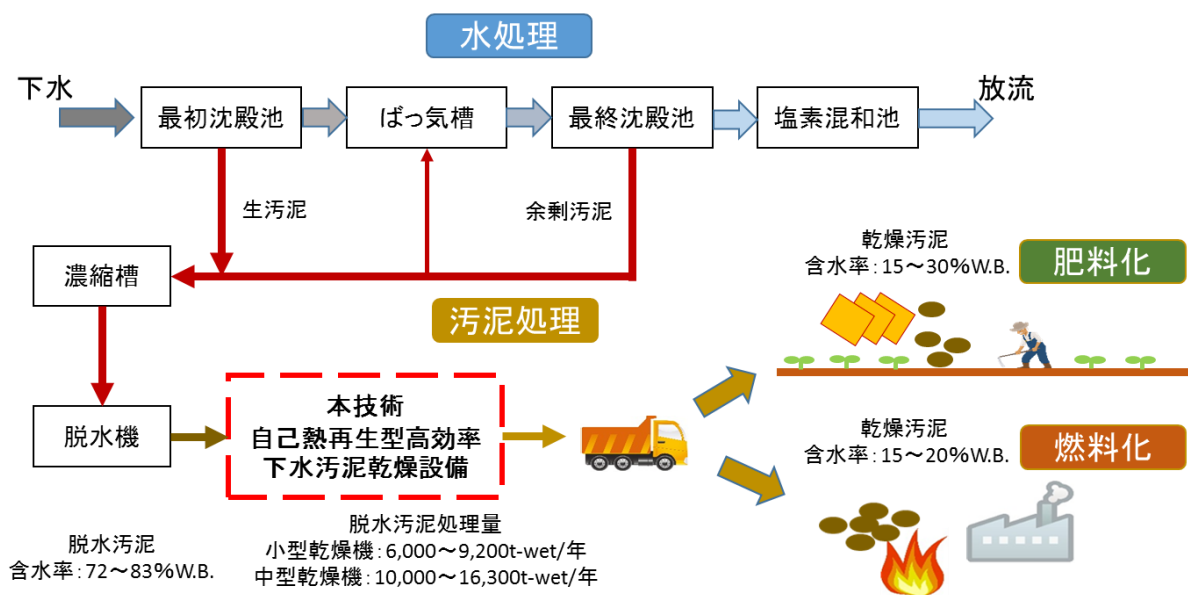 水処理
下水
放流
最初沈殿池
ばっ気槽
最終沈殿池
塩素混和池
生汚泥
余剰汚泥
濃縮槽
汚泥処理
乾燥汚泥
含水率：15～30％W.B.
肥料化
脱水機
本技術
自己熱再生型高効率
下水汚泥乾燥設備
乾燥汚泥
含水率：15～20％W.B.
燃料化
脱水汚泥
含水率：72～83％W.B.
脱水汚泥処理量
小型乾燥機：6,000～9,200t-wet/年
中型乾燥機：10,000～16,300t-wet/年